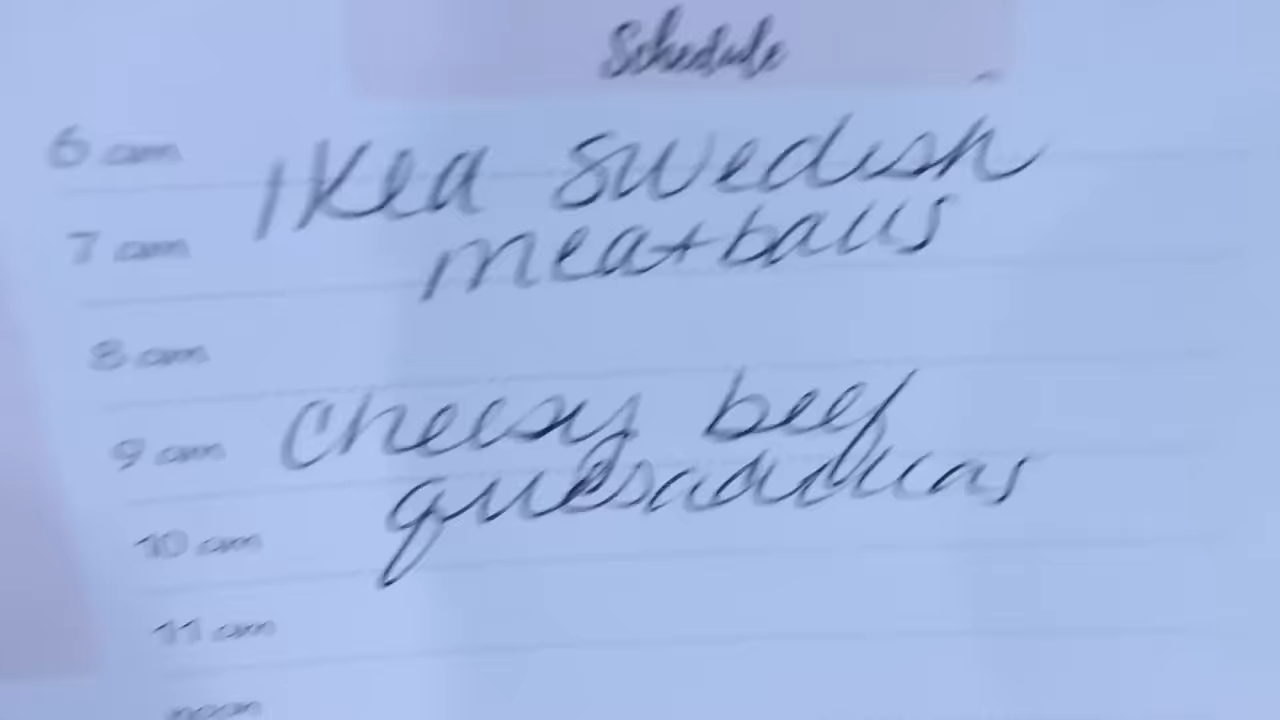 Schedule
6 am
IKea Swedish
7 am
meatballs
8 am
Cheesy beef
9 am
quesadillas
10 am
11 am
noon